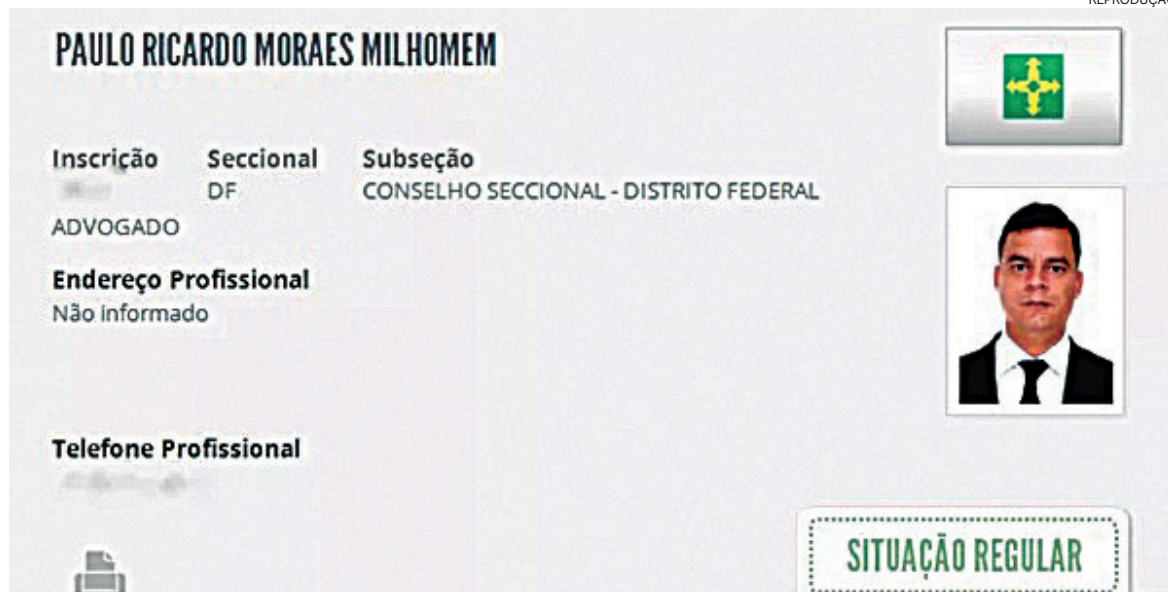 REPRODUÇÃO
PAULO RICARDO MORAES MILHOMEM
Inscrição Seccional Subseção
DF CONSELHO SECCIONAL - DISTRITO FEDERAL
ADVOGADO
Endereço Profissional
Não informado
Telefone Profissional
SITUAÇÃO REGULAR